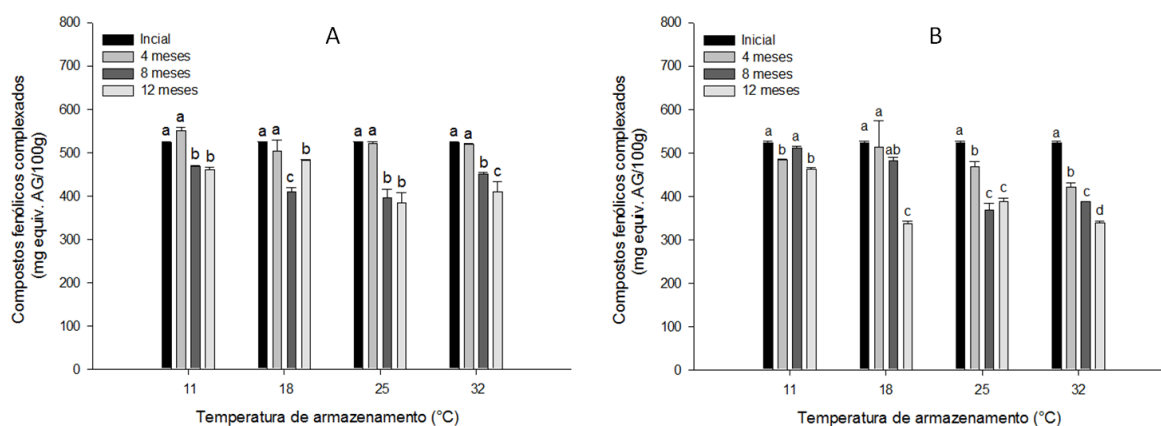 A
Incial
4 meses
8 meses
12 meses
Compostos fenólicos complexados
(mg equiv. AG/100g)
800
700
600
500
400
300
200
100
0
a a b b
a a c b
a a b b
a a b c
11 18 25 32
Temperatura de armazenamento (°C)
B
Incial
4 meses
8 meses
12 meses
Compostos fenólicos complexados
(mg equiv. AG/100g)
800
700
600
500
400
300
200
100
0
a b a b
a a ab c
a b c c
a b c d
11 18 25 32
Temperatura de armazenamento (°C)